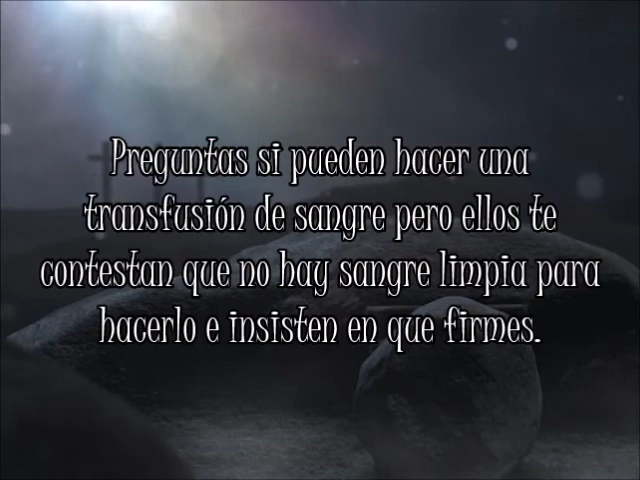 Preguntas si pueden hacer una
transfusión de sangre pero ellos te
contestan que no hay sangre limpia para
hacerlo e insisten en que firmes.